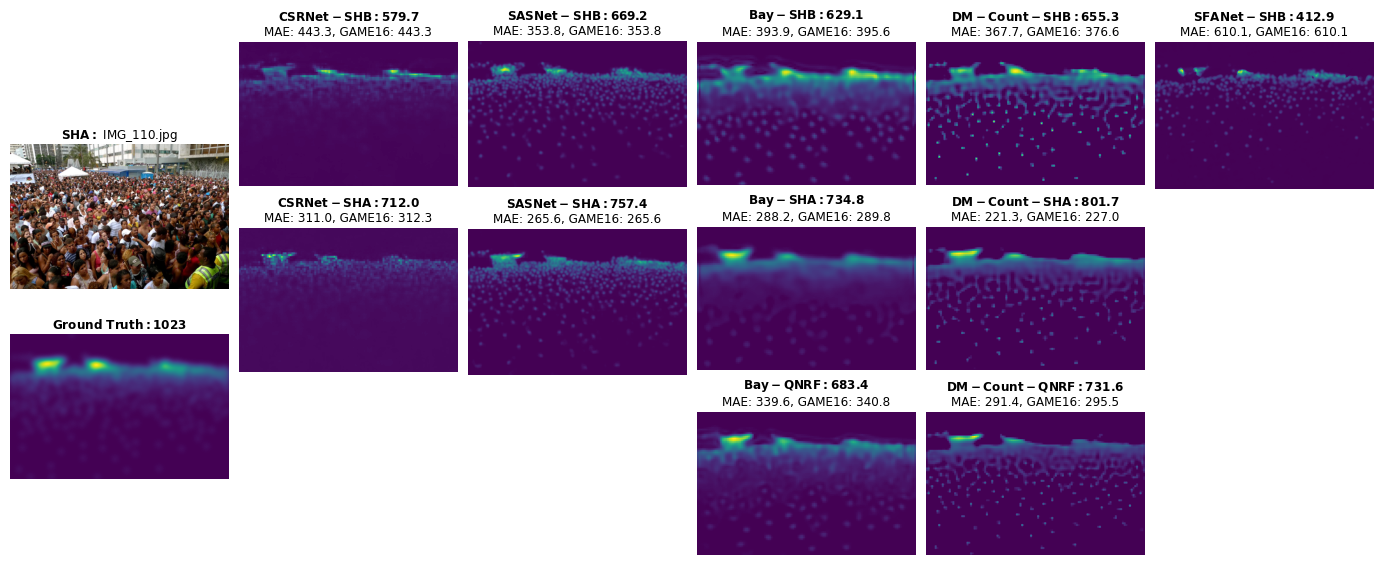 SHA: IMG_110.jpg
Ground Truth: 1023
CSRNet-SHB: 579.7
MAE: 443.3, GAME16: 443.3
SASNet-SHB: 669.2
MAE: 353.8, GAME16: 353.8
Bay-SHB: 629.1
MAE: 393.9, GAME16: 395.6
DM-Count-SHB: 655.3
MAE: 367.7, GAME16: 376.6
SFANet-SHB: 412.9
MAE: 610.1, GAME16: 610.1
CSRNet-SHA: 712.0
MAE: 311.0, GAME16: 312.3
SASNet-SHA: 757.4
MAE: 265.6, GAME16: 265.6
Bay-SHA: 734.8
MAE: 288.2, GAME16: 289.8
DM-Count-SHA: 801.7
MAE: 221.3, GAME16: 227.0
Bay-QNRF: 683.4
MAE: 339.6, GAME16: 340.8
DM-Count-QNRF: 731.6
MAE: 291.4, GAME16: 295.5